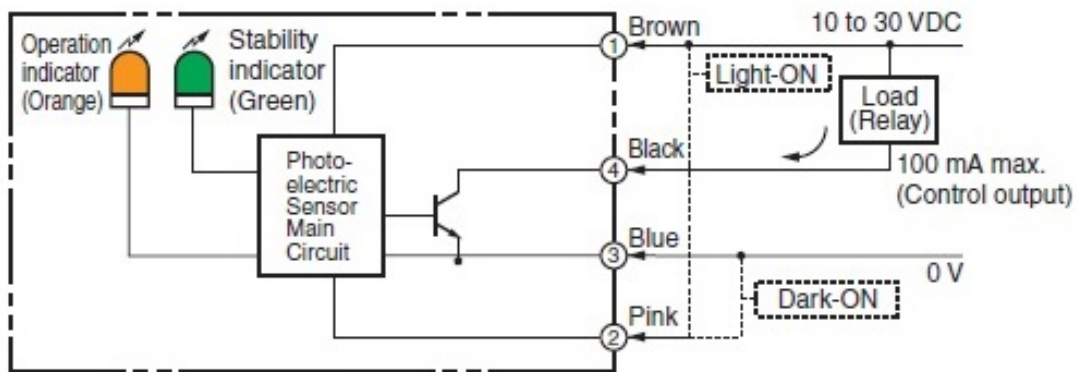 Operation
indicator
(Orange)
Stability
indicator
(Green)
Photo-
electric
Sensor
Main
Circuit
1
Brown
10 to 30 VDC
Light-ON
Load
(Relay)
4
Black
100 mA max.
(Control output)
3
Blue
0 V
Dark-ON
2
Pink